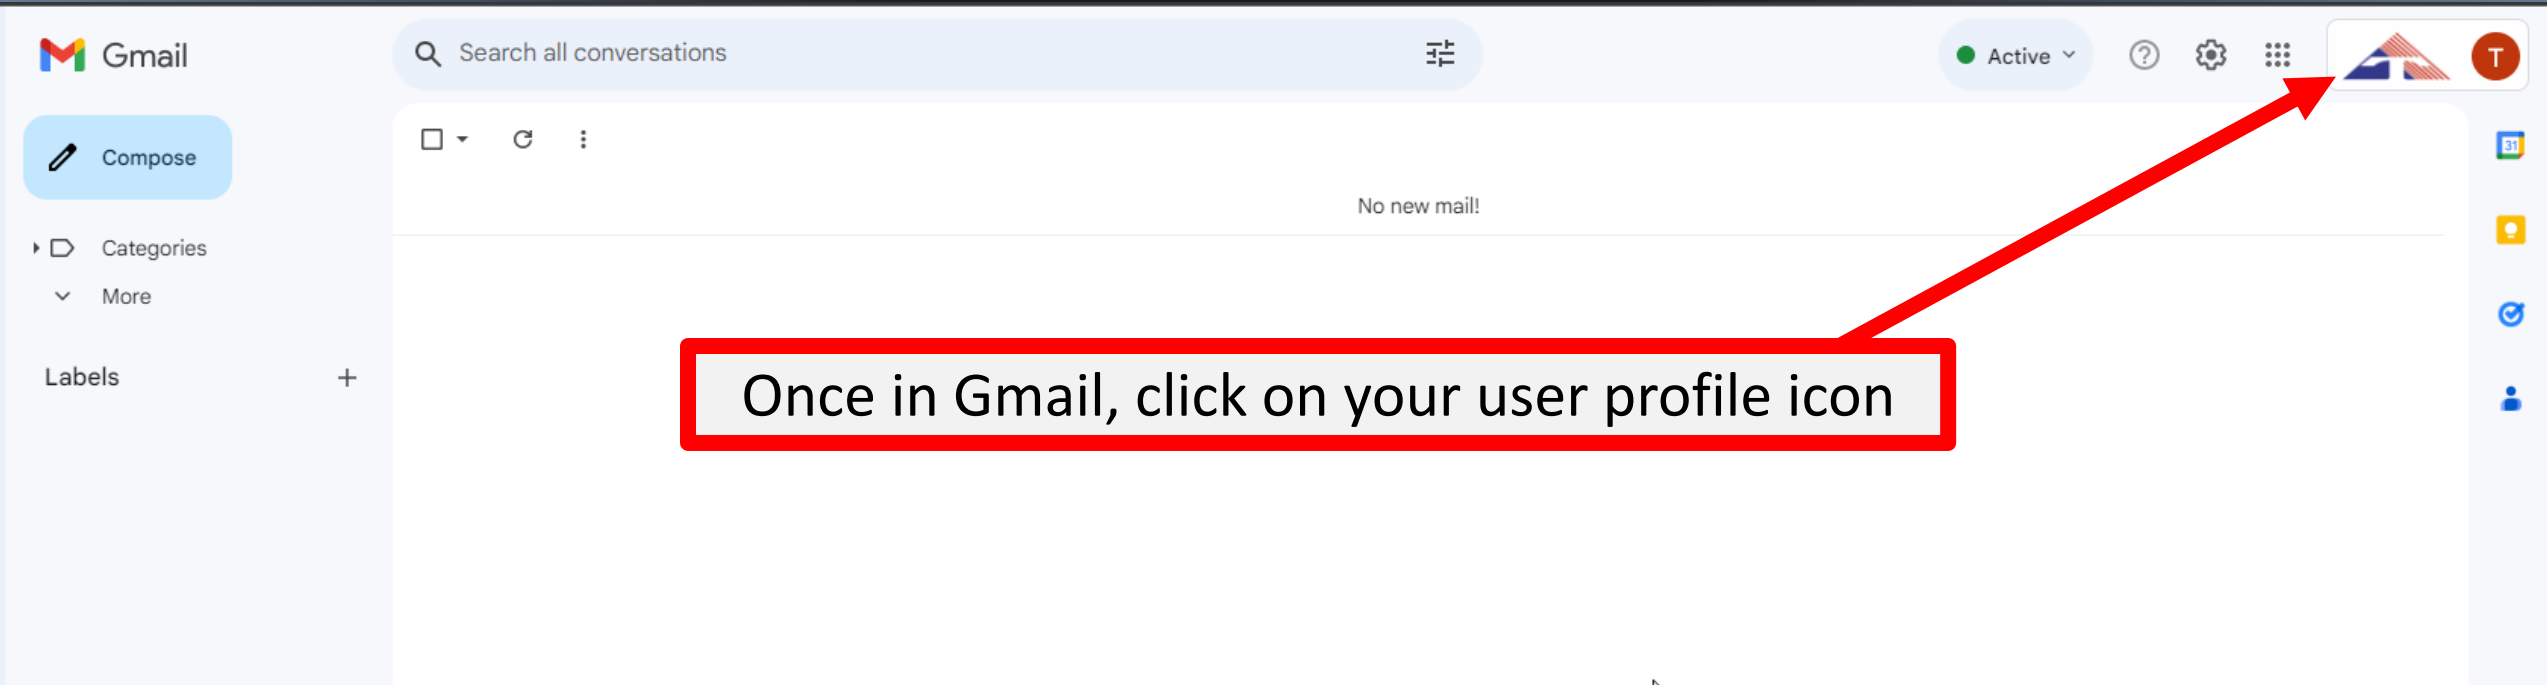 Gmail
Search all conversations
Active
T
Compose
No new mail!
31
Categories
More
Labels
Once in Gmail, click on your user profile icon